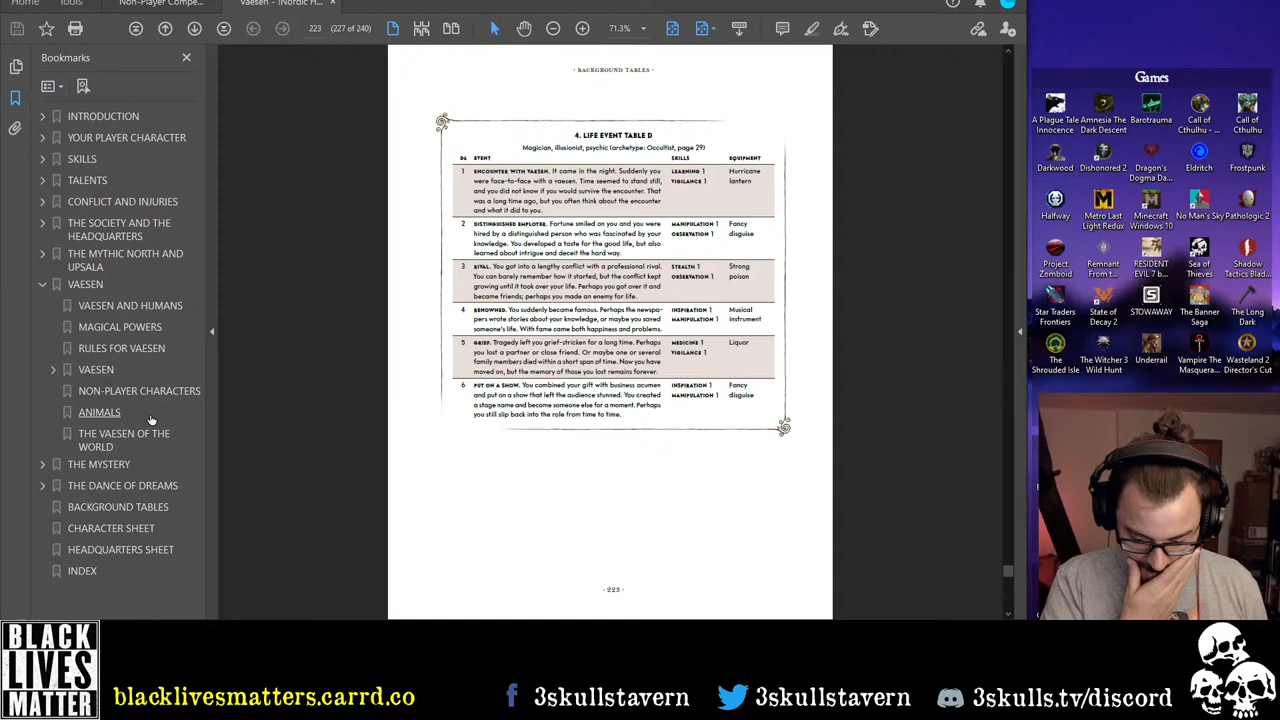 Home
Tools
Non-Player Compe...
Vaesen - (Nordic H...
223
(227 of 240)
71.3%
Bookmarks
INTRODUCTION
YOUR PLAYER CHARACTER
SKILLS
TALENTS
CONFLICT AND INJURIES
THE SOCIETY AND THE
HEADQUARTERS
THE MYTHIC NORTH AND
UPSALA
VAESEN
VAESEN AND HUMANS
MAGICAL POWERS
RULES FOR VAESEN
VAESEN
NON-PLAYER CHARACTERS
ANIMALS
THE VAESEN OF THE
WORLD
THE MYSTERY
THE DANCE OF DREAMS
BACKGROUND TABLES
CHARACTER SHEET
HEADQUARTERS SHEET
INDEX
· BACKGROUND TABLES ·
4. LIFE EVENT TABLE D
Magician, illusionist, psychic (archetype: Occultist, page 29)
D6 EVENT SKILLS EQUIPMENT
1 ENCOUNTER WITH VAESEN. It came in the night. Suddenly you LEARNING 1 Hurricane
were face-to-face with a vaesen. Time seemed to stand still, VIGILANCE 1 lantern
and you did not know if you would survive the encounter. That
was a long time ago, but you often think about the encounter
and what it did to you.
2 DISTINGUISHED EMPLOYER. Fortune smiled on you and you were MANIPULATION 1 Fancy
hired by a distinguished person who was fascinated by your OBSERVATION 1 disguise
knowledge. You developed a taste for the good life, but also
learned about intrigue and deceit the hard way.
3 RIVAL. You got into a lengthy conflict with a professional rival. STEALTH 1 Strong
You can barely remember how it started, but the conflict kept OBSERVATION 1 poison
growing until it took over your life. Perhaps you got over it and
became friends; perhaps you made an enemy for life.
4 RENOWNED. You suddenly became famous. Perhaps the newspa- INSPIRATION 1 Musical
pers wrote stories about your knowledge, or maybe you saved MANIPULATION 1 instrument
someone's life. With fame came both happiness and problems.
5 GRIEF. Tragedy left you grief-stricken for a long time. Perhaps MEDICINE 1 Liquor
you lost a partner or close friend. Or maybe one or several VIGILANCE 1
family members died within a short span of time. Now you have
moved on, but the memory of those you lost remains forever.
6 PUT ON A SHOW. You combined your gift with business acumen INSPIRATION 1 Fancy
and put on a show that left the audience stunned. You created MANIPULATION 1 disguise
a stage name and become someone else for a moment. Perhaps
you still slip back into the role from time to time.
· 223 ·
Games
A Plague Tale Innocence
Amnesia The Dark Descent
Barotrauma
Call of Cthulhu - ...
Call of Cthulhu
Darkwood
Disco Elysium
Dragon's Dogma Da...
Eldritch
Frostpunk
Halfway
Metro Last Light Redux
Minecraft Windows 10
No Man's Sky
Pathologic 2
Project Zomboid
Remnant From t...
RESIDENT EVIL 7 b...
Sea of Thieves
Shadow Tactics Blad...
Star Traders Frontiers
State of Decay 2
STOWAWAY
The Banner Saga
The Long Dark
The Shrouded Isle
The Witcher 3 Wild Hunt
Underrail
Vampire The Masquera...
Wasteland 2 Director's Cut
BLACK
LIVES
MATTER
blacklivesmatters.carrd.co
3skullstavern
3skullstavern
3skulls.tv/discord